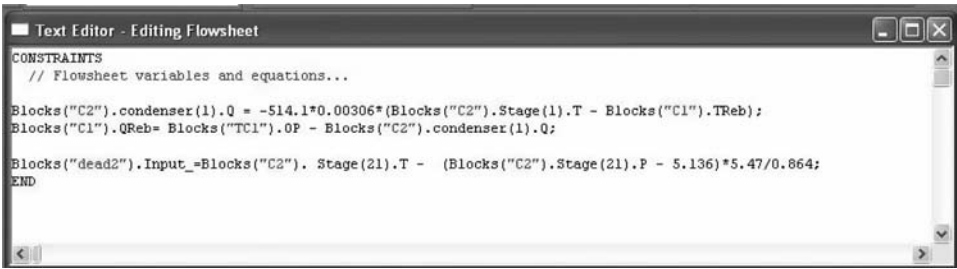 Text Editor - Editing Flowsheet
CONSTRAINTS
// Flowsheet variables and equations...
Blocks("C2").condenser(1).Q = -514.1*0.00306*(Blocks("C2").Stage(1).T - Blocks("C1").TReb);
Blocks("C1").QReb= Blocks("TC1").OP - Blocks("C2").condenser(1).Q;
Blocks("dead2").Input_=Blocks("C2"). Stage(21).T - (Blocks("C2").Stage(21).P - 5.136)*5.47/0.864;
END